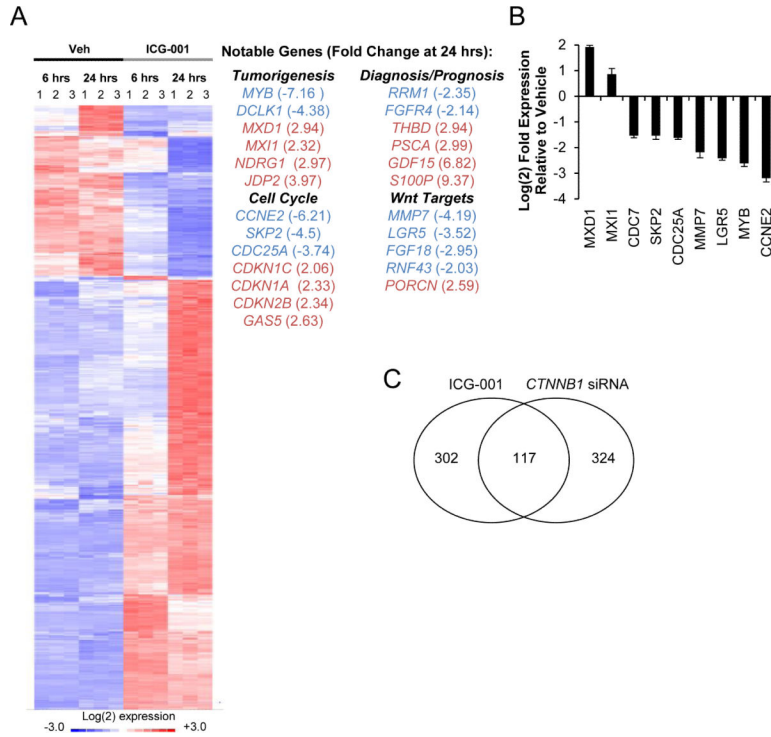 A
Veh
ICG-001
6 hrs
24 hrs
6 hrs
24 hrs
1 2 3 1 2 3 1 2 3 1 2 3
Log(2) expression
-3.0
+3.0
Notable Genes (Fold Change at 24 hrs):
Tumorigenesis
MYB (-7.16 )
DCLK1 (-4.38)
MXD1 (2.94)
MXI1 (2.32)
NDRG1 (2.97)
JDP2 (3.97)
Cell Cycle
CCNE2 (-6.21)
SKP2 (-4.5)
CDC25A (-3.74)
CDKN1C (2.06)
CDKN1A (2.33)
CDKN2B (2.34)
GAS5 (2.63)
Diagnosis/Prognosis
RRM1 (-2.35)
FGFR4 (-2.14)
THBD (2.94)
PSCA (2.99)
GDF15 (6.82)
S100P (9.37)
Wnt Targets
MMP7 (-4.19)
LGR5 (-3.52)
FGF18 (-2.95)
RNF43 (-2.03)
PORCN (2.59)
B
Log(2) Fold Expression
Relative to Vehicle
2
1
0
-1
-2
-3
-4
MXD1
MXI1
CDC7
SKP2
CDC25A
MMP7
LGR5
MYB
CCNE2
C
ICG-001
CTNNB1 siRNA
302
117
324